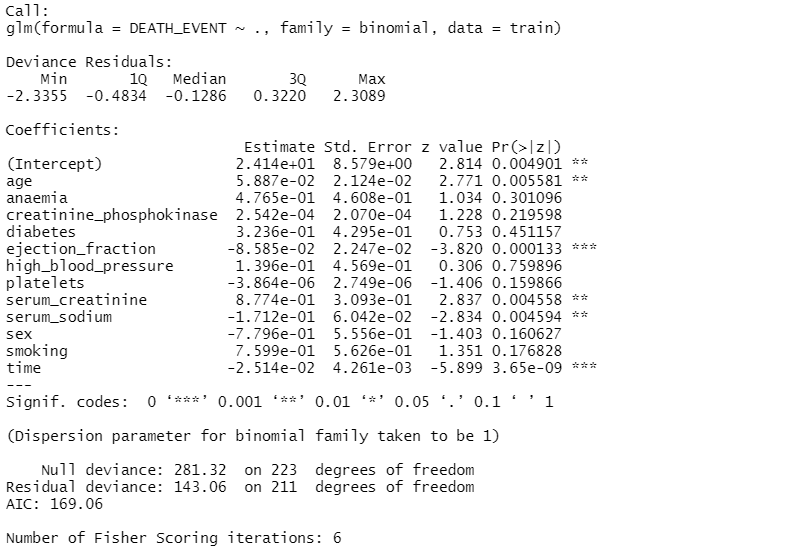 Call:
glm(formula = DEATH_EVENT ~ ., family = binomial, data = train)
Deviance Residuals:
Min 1Q Median 3Q Max
-2.3355 -0.4834 -0.1286 0.3220 2.3089
Coefficients:
Estimate Std. Error z value Pr(>|z|)
(Intercept) 2.414e+01 8.579e+00 2.814 0.004901 **
age 5.887e-02 2.124e-02 2.771 0.005581 **
anaemia 4.765e-01 4.608e-01 1.034 0.301096
creatinine_phosphokinase 2.542e-04 2.070e-04 1.228 0.219598
diabetes 3.236e-01 4.295e-01 0.753 0.451157
ejection_fraction -8.585e-02 2.247e-02 -3.820 0.000133 ***
high_blood_pressure 1.396e-01 4.569e-01 0.306 0.759896
platelets -3.864e-06 2.749e-06 -1.406 0.159866
serum_creatinine 8.774e-01 3.093e-01 2.837 0.004558 **
serum_sodium -1.712e-01 6.042e-02 -2.834 0.004594 **
sex -7.796e-01 5.556e-01 -1.403 0.160627
smoking 7.599e-01 5.626e-01 1.351 0.176828
time -2.514e-02 4.261e-03 -5.899 3.65e-09 ***
---
Signif. codes: 0 ‘***’ 0.001 ‘**’ 0.01 ‘*’ 0.05 ‘.’ 0.1 ‘ ’ 1
(Dispersion parameter for binomial family taken to be 1)
Null deviance: 281.32 on 223 degrees of freedom
Residual deviance: 143.06 on 211 degrees of freedom
AIC: 169.06
Number of Fisher Scoring iterations: 6